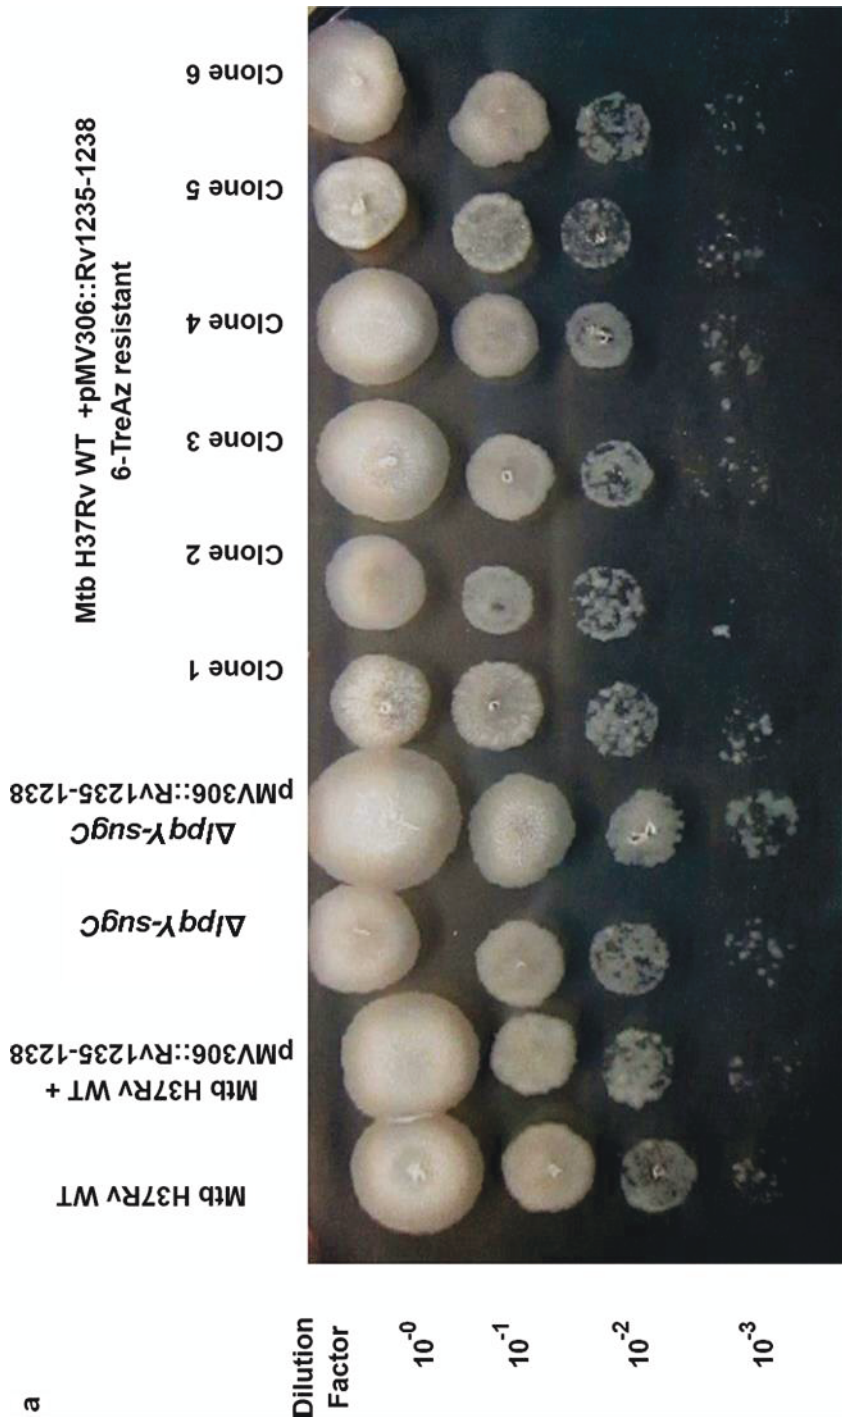 a
Mtb H37Rv WT +pMV306::Rv1235-1238
6-TreAz resistant
Mtb H37Rv WT
Mtb H37Rv WT +
pMV306::Rv1235-1238
ΔlpqY-sugC
ΔlpqY-sugC
pMV306::Rv1235-1238
Clone 1
Clone 2
Clone 3
Clone 4
Clone 5
Clone 6
Dilution
Factor
10⁻⁰
10⁻¹
10⁻²
10⁻³